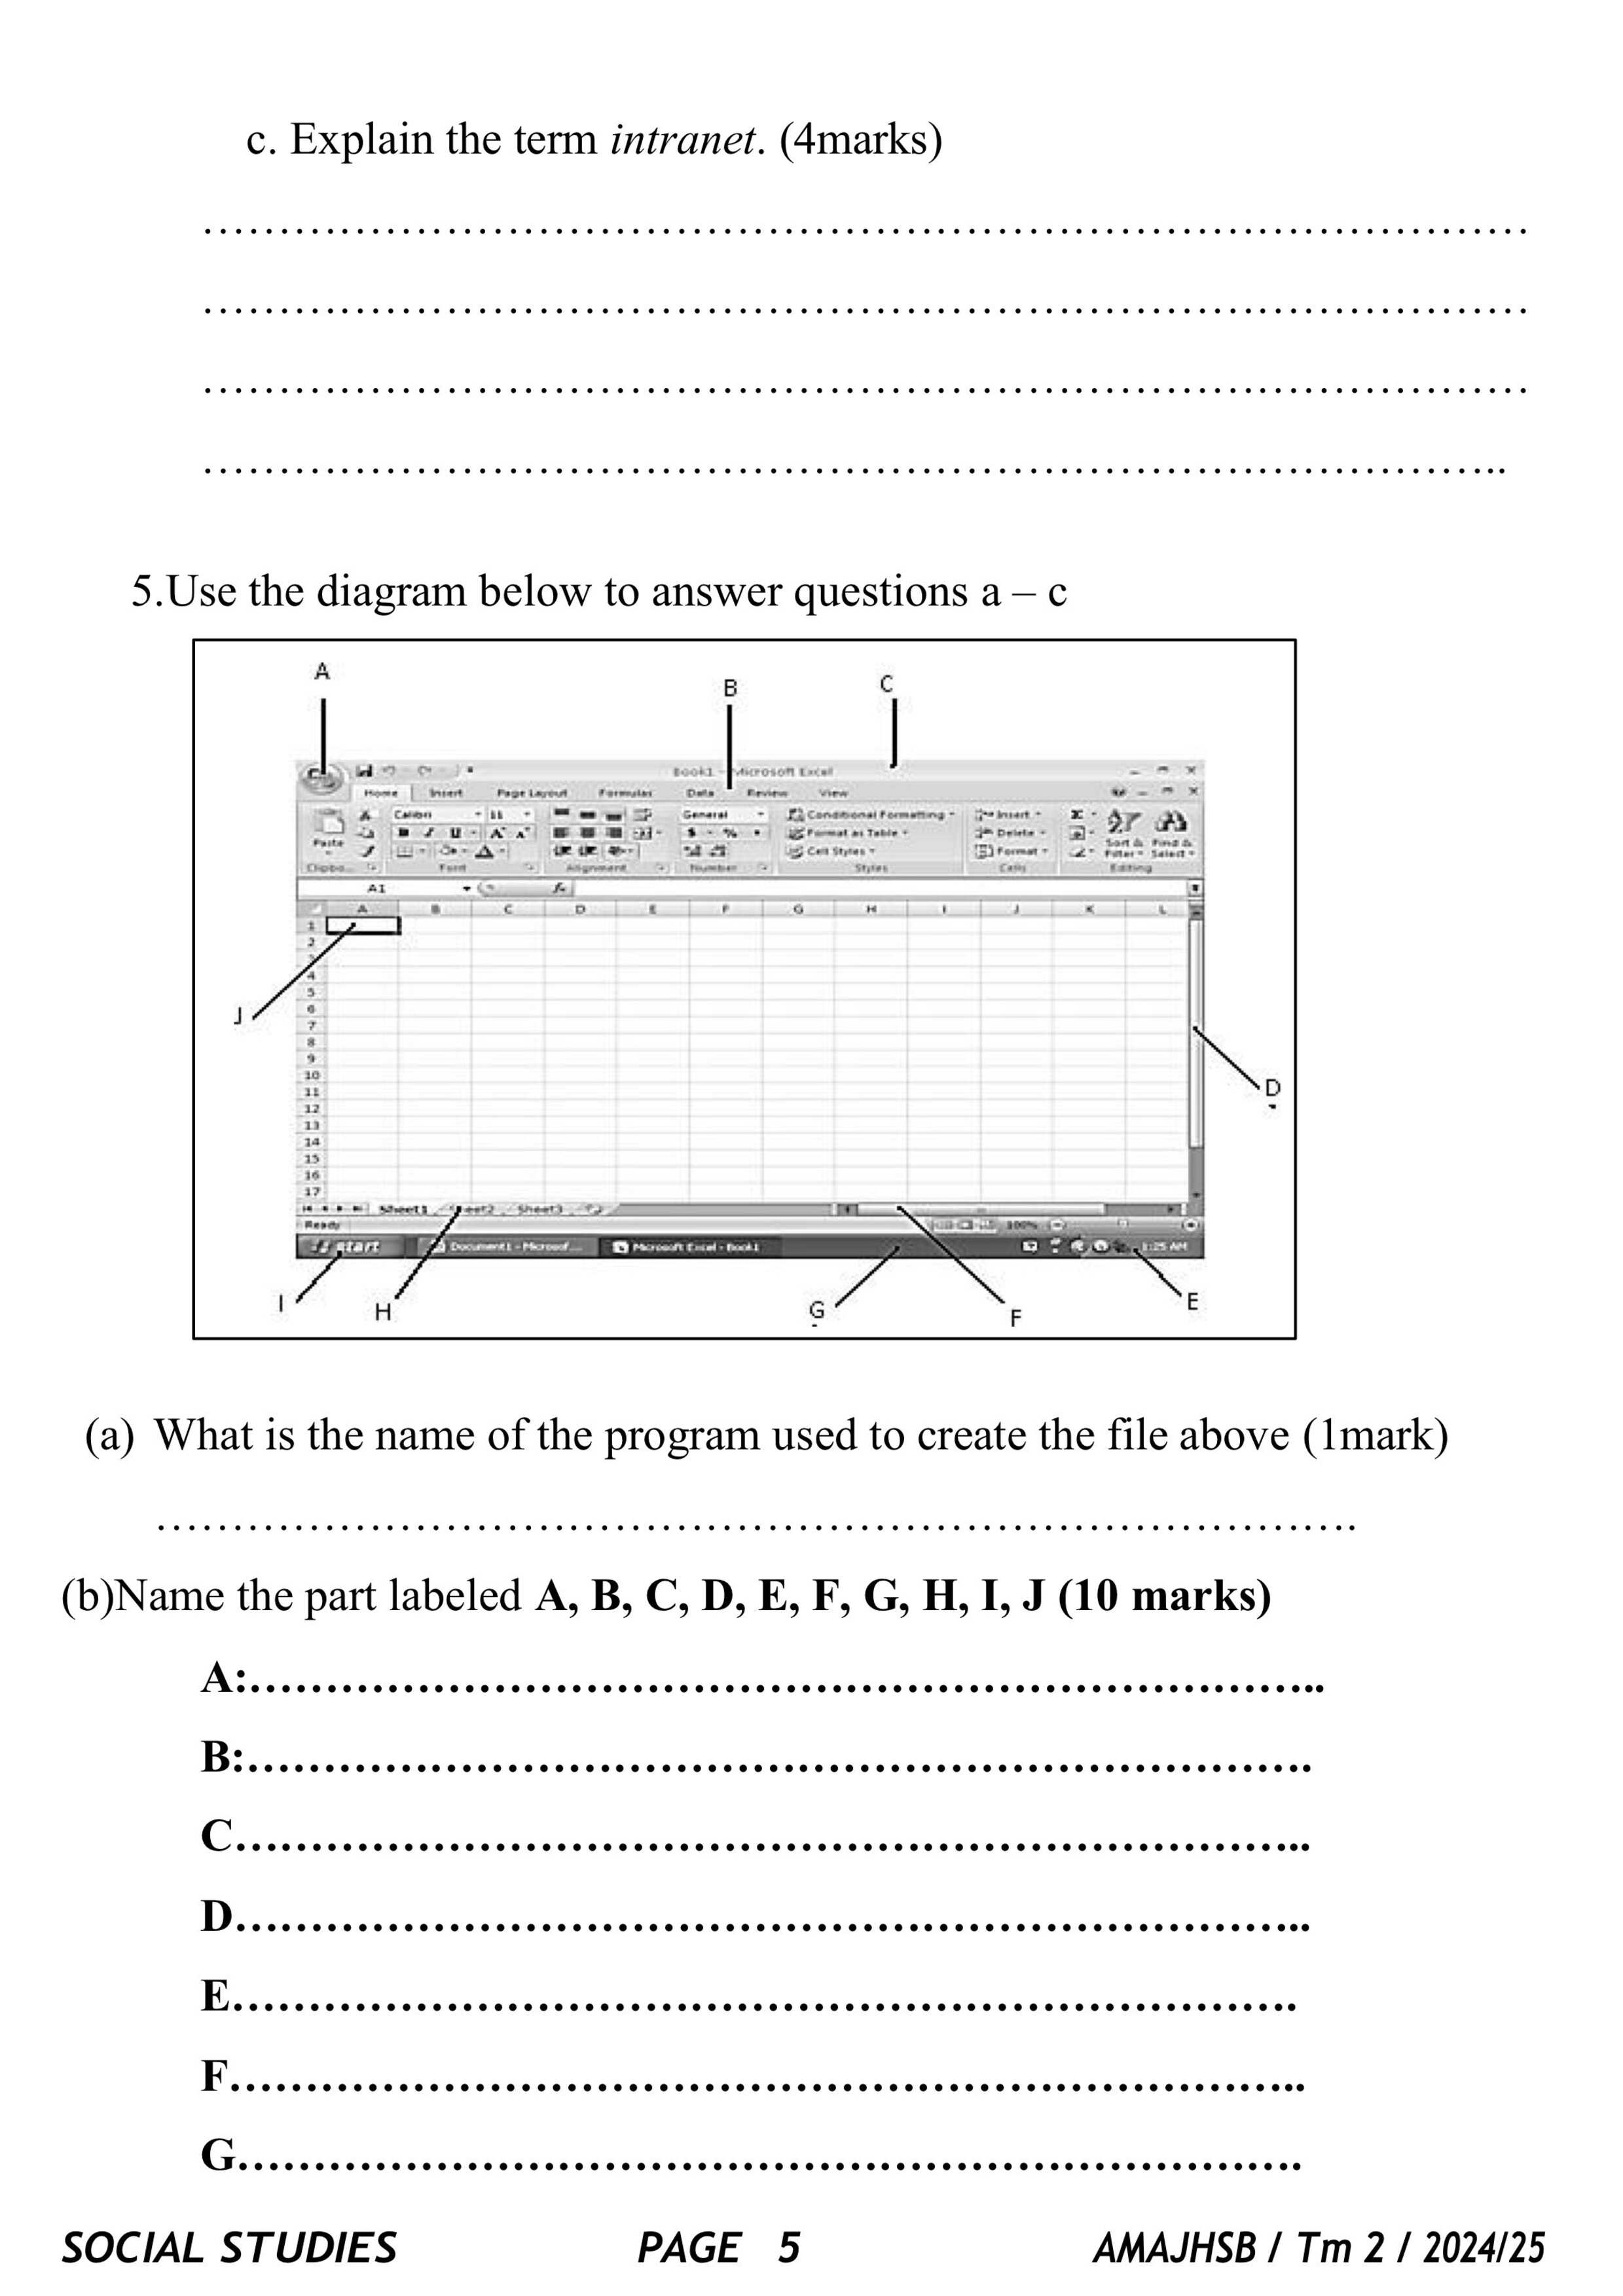 c. Explain the term intranet. (4marks)
……………………………………………………………………………
……………………………………………………………………………
……………………………………………………………………………
…………………………………………………………………………..
5.Use the diagram below to answer questions a – c
A
B
C
Book1 - Microsoft Excel
Home Insert Page Layout Formulas Data Review View
Calibri 11 General Conditional Formatting Insert
B I U A A $ % Format as Table Delete
Paste Cell Styles Format Sort & Filter Find & Select
Clipbo... Font Alignment Number Styles Cells Editing
A1 fx
A B C D E F G H I J K L
1
2
3
4
5
6
7
8
9
10
11
12
13
14
15
16
17
J
D
Sheet1 Sheet3
Ready 100%
start Document1 - Microsof... Microsoft Excel - Book1 1:25 AM
I H G F E
(a) What is the name of the program used to create the file above (1mark)
……………………………………………………………………
(b)Name the part labeled A, B, C, D, E, F, G, H, I, J (10 marks)
A:……………………………………………………………..
B:…………………………………………………………….
C……………………………………………………………...
D……………………………………………………………...
E…………………………………………………………….
F……………………………………………………………..
G…………………………………………………………….
SOCIAL STUDIES PAGE 5 AMAJHSB / Tm 2 / 2024/25